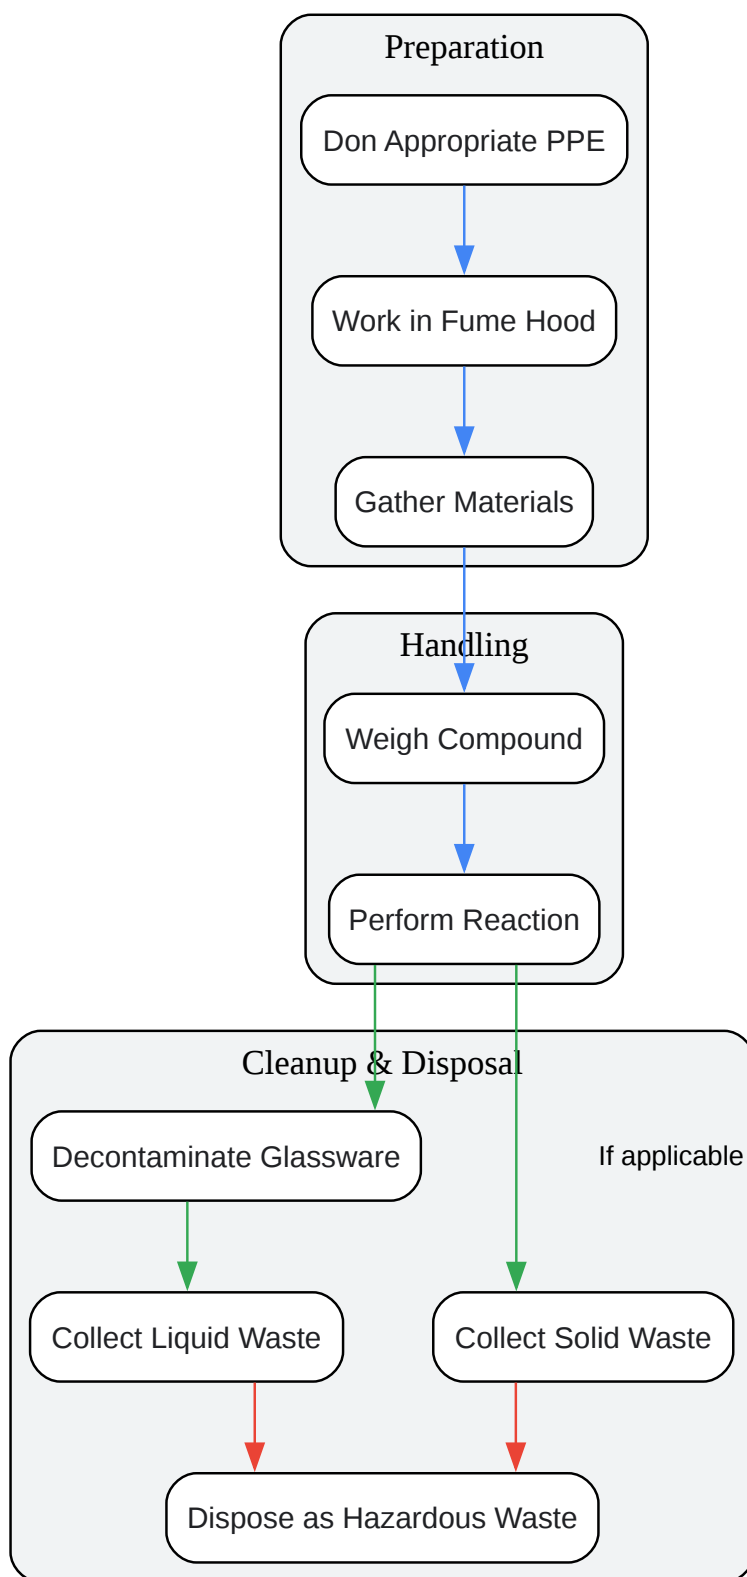 Preparation
Don Appropriate PPE
Work in Fume Hood
Gather Materials
Handling
Weigh Compound
Perform Reaction
Cleanup & Disposal
Decontaminate Glassware
If applicable
Collect Liquid Waste
Collect Solid Waste
Dispose as Hazardous Waste